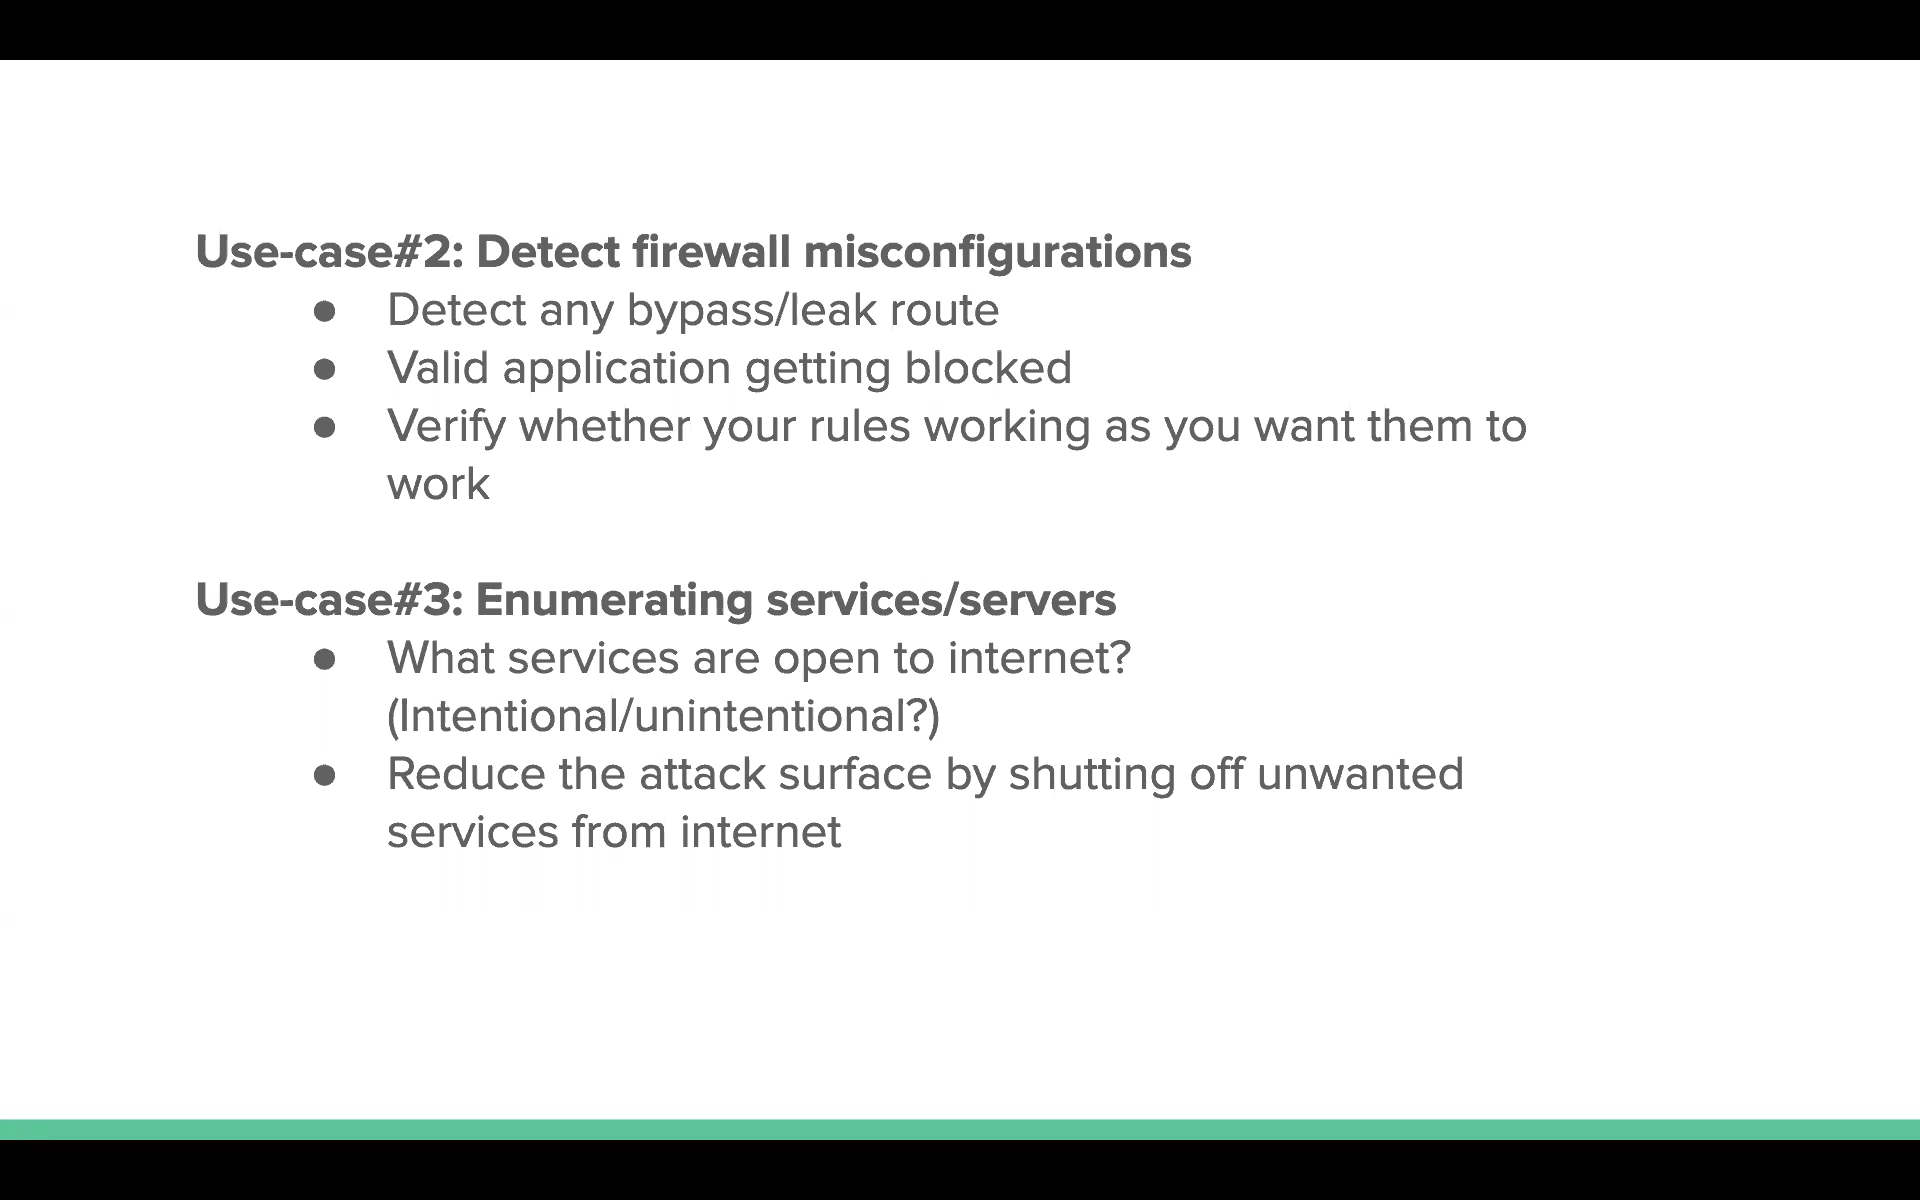 Use-case#2: Detect firewall misconfigurations
● Detect any bypass/leak route
● Valid application getting blocked
● Verify whether your rules working as you want them to
work
Use-case#3: Enumerating services/servers
● What services are open to internet?
(Intentional/unintentional?)
● Reduce the attack surface by shutting off unwanted
services from internet